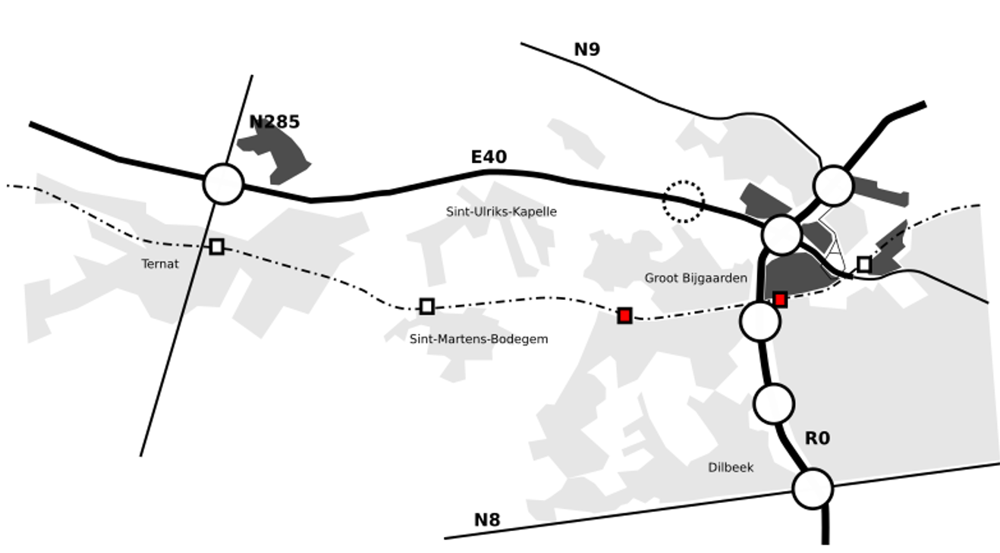 N9
N285
E40
Sint-Ulriks-Kapelle
Ternat
Groot Bijgaarden
Sint-Martens-Bodegem
R0
Dilbeek
N8